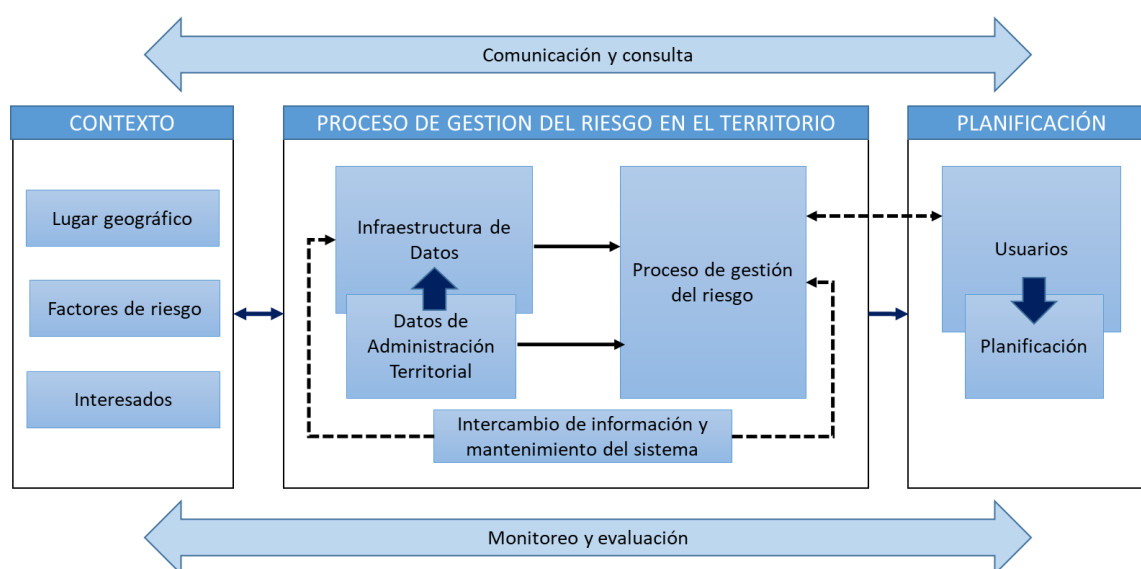 Comunicación y consulta
CONTEXTO
Lugar geográfico
Factores de riesgo
Interesados
PROCESO DE GESTION DEL RIESGO EN EL TERRITORIO
Infraestructura de
Datos
Datos de
Administración
Territorial
Proceso de gestión
del riesgo
Intercambio de información y
mantenimiento del sistema
PLANIFICACIÓN
Usuarios
Planificación
Monitoreo y evaluación